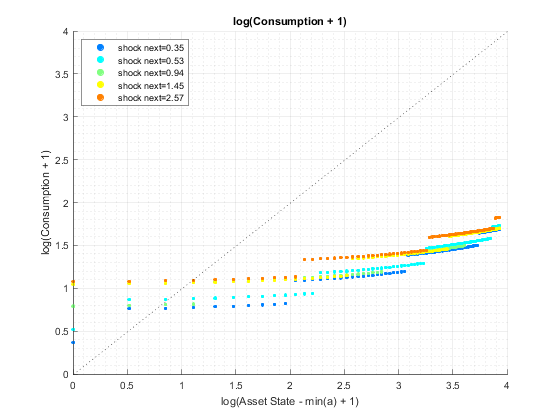 log(Consumption + 1)
4
3.5
3
2.5
2
1.5
1
0.5
0
log(Consumption + 1)
shock next=0.35
shock next=0.53
shock next=0.94
shock next=1.45
shock next=2.57
0 0.5 1 1.5 2 2.5 3 3.5 4
log(Asset State - min(a) + 1)